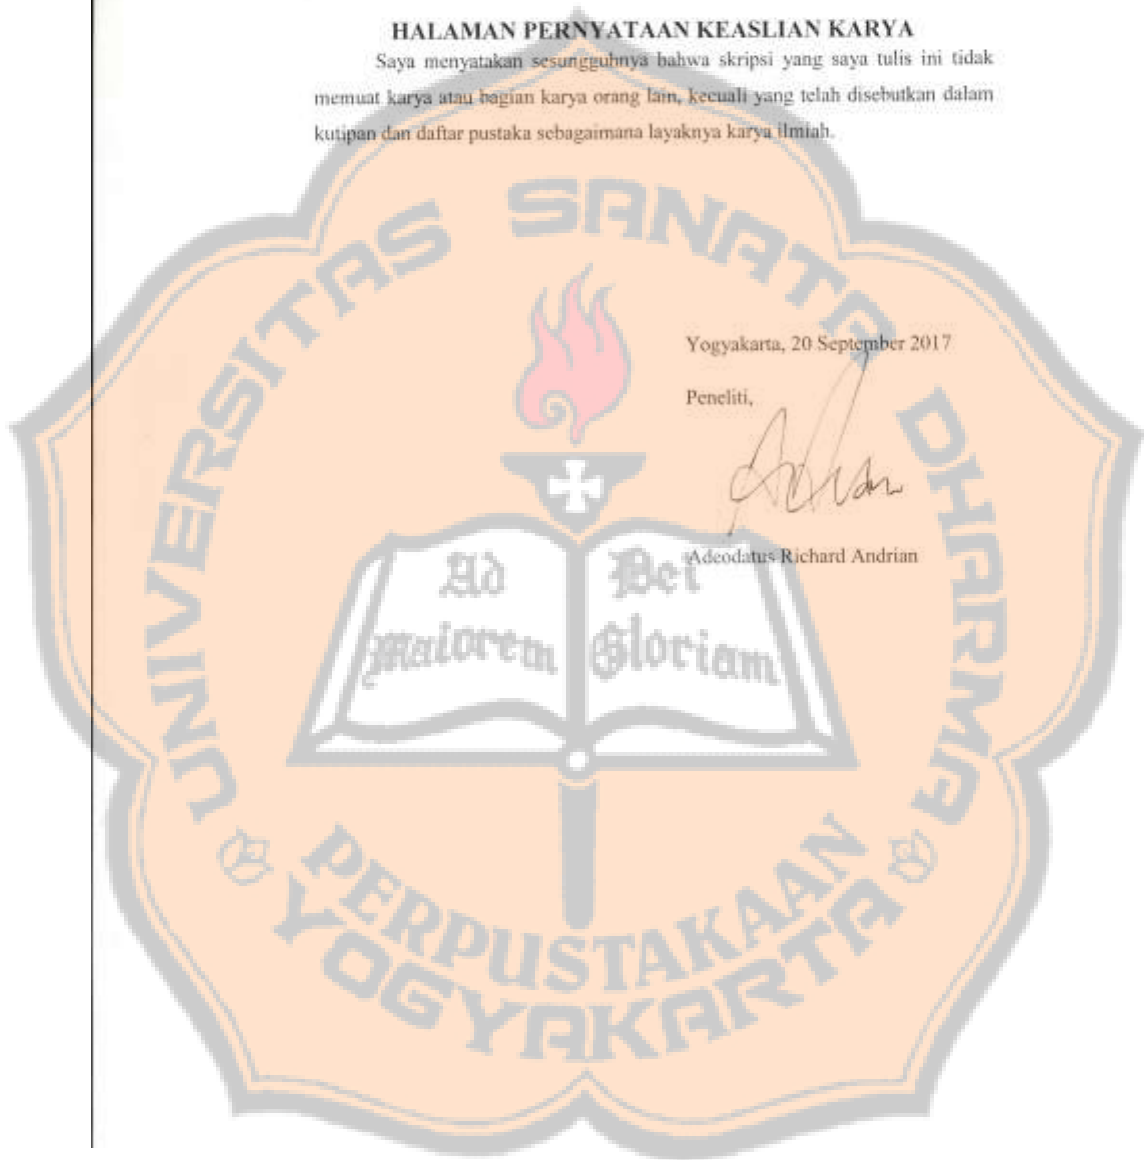 HALAMAN PERNYATAAN KEASLIAN KARYA
Saya menyatakan sesungguhnya bahwa skripsi yang saya tulis ini tidak
memuat karya atau bagian karya orang lain, kecuali yang telah disebutkan dalam
kutipan dan daftar pustaka sebagaimana layaknya karya ilmiah.
UNIVERSITAS SANATA DHARMA
Yogyakarta, 20 September 2017
Peneliti,
Adrian
Adeodatus Richard Andrian
Ad Dei
maiorem Gloriam
PERPUSTAKAAN
YOGYAKARTA